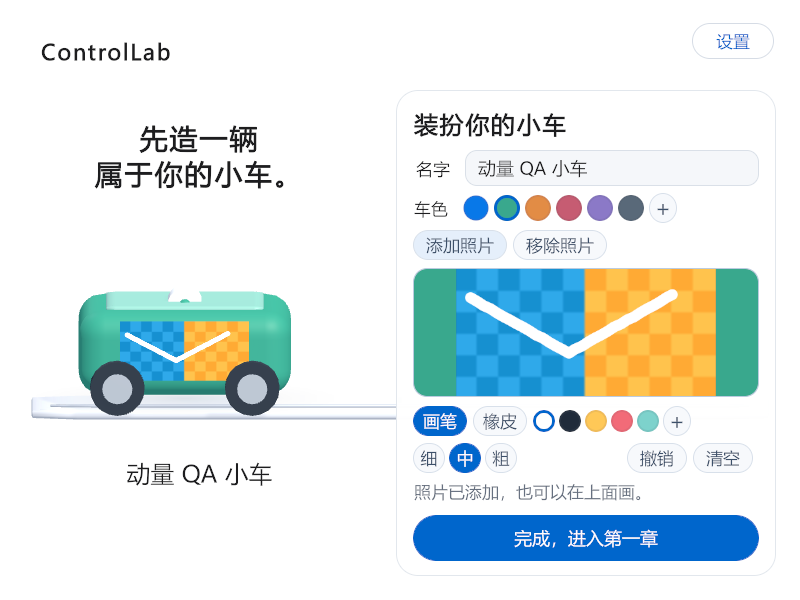 ControlLab
设置
先造一辆
属于你的小车。
动量 QA 小车
装扮你的小车
名字 动量 QA 小车
车色 +
添加照片 移除照片
画笔 橡皮 +
细 中 粗 撤销 清空
照片已添加，也可以在上面画。
完成，进入第一章